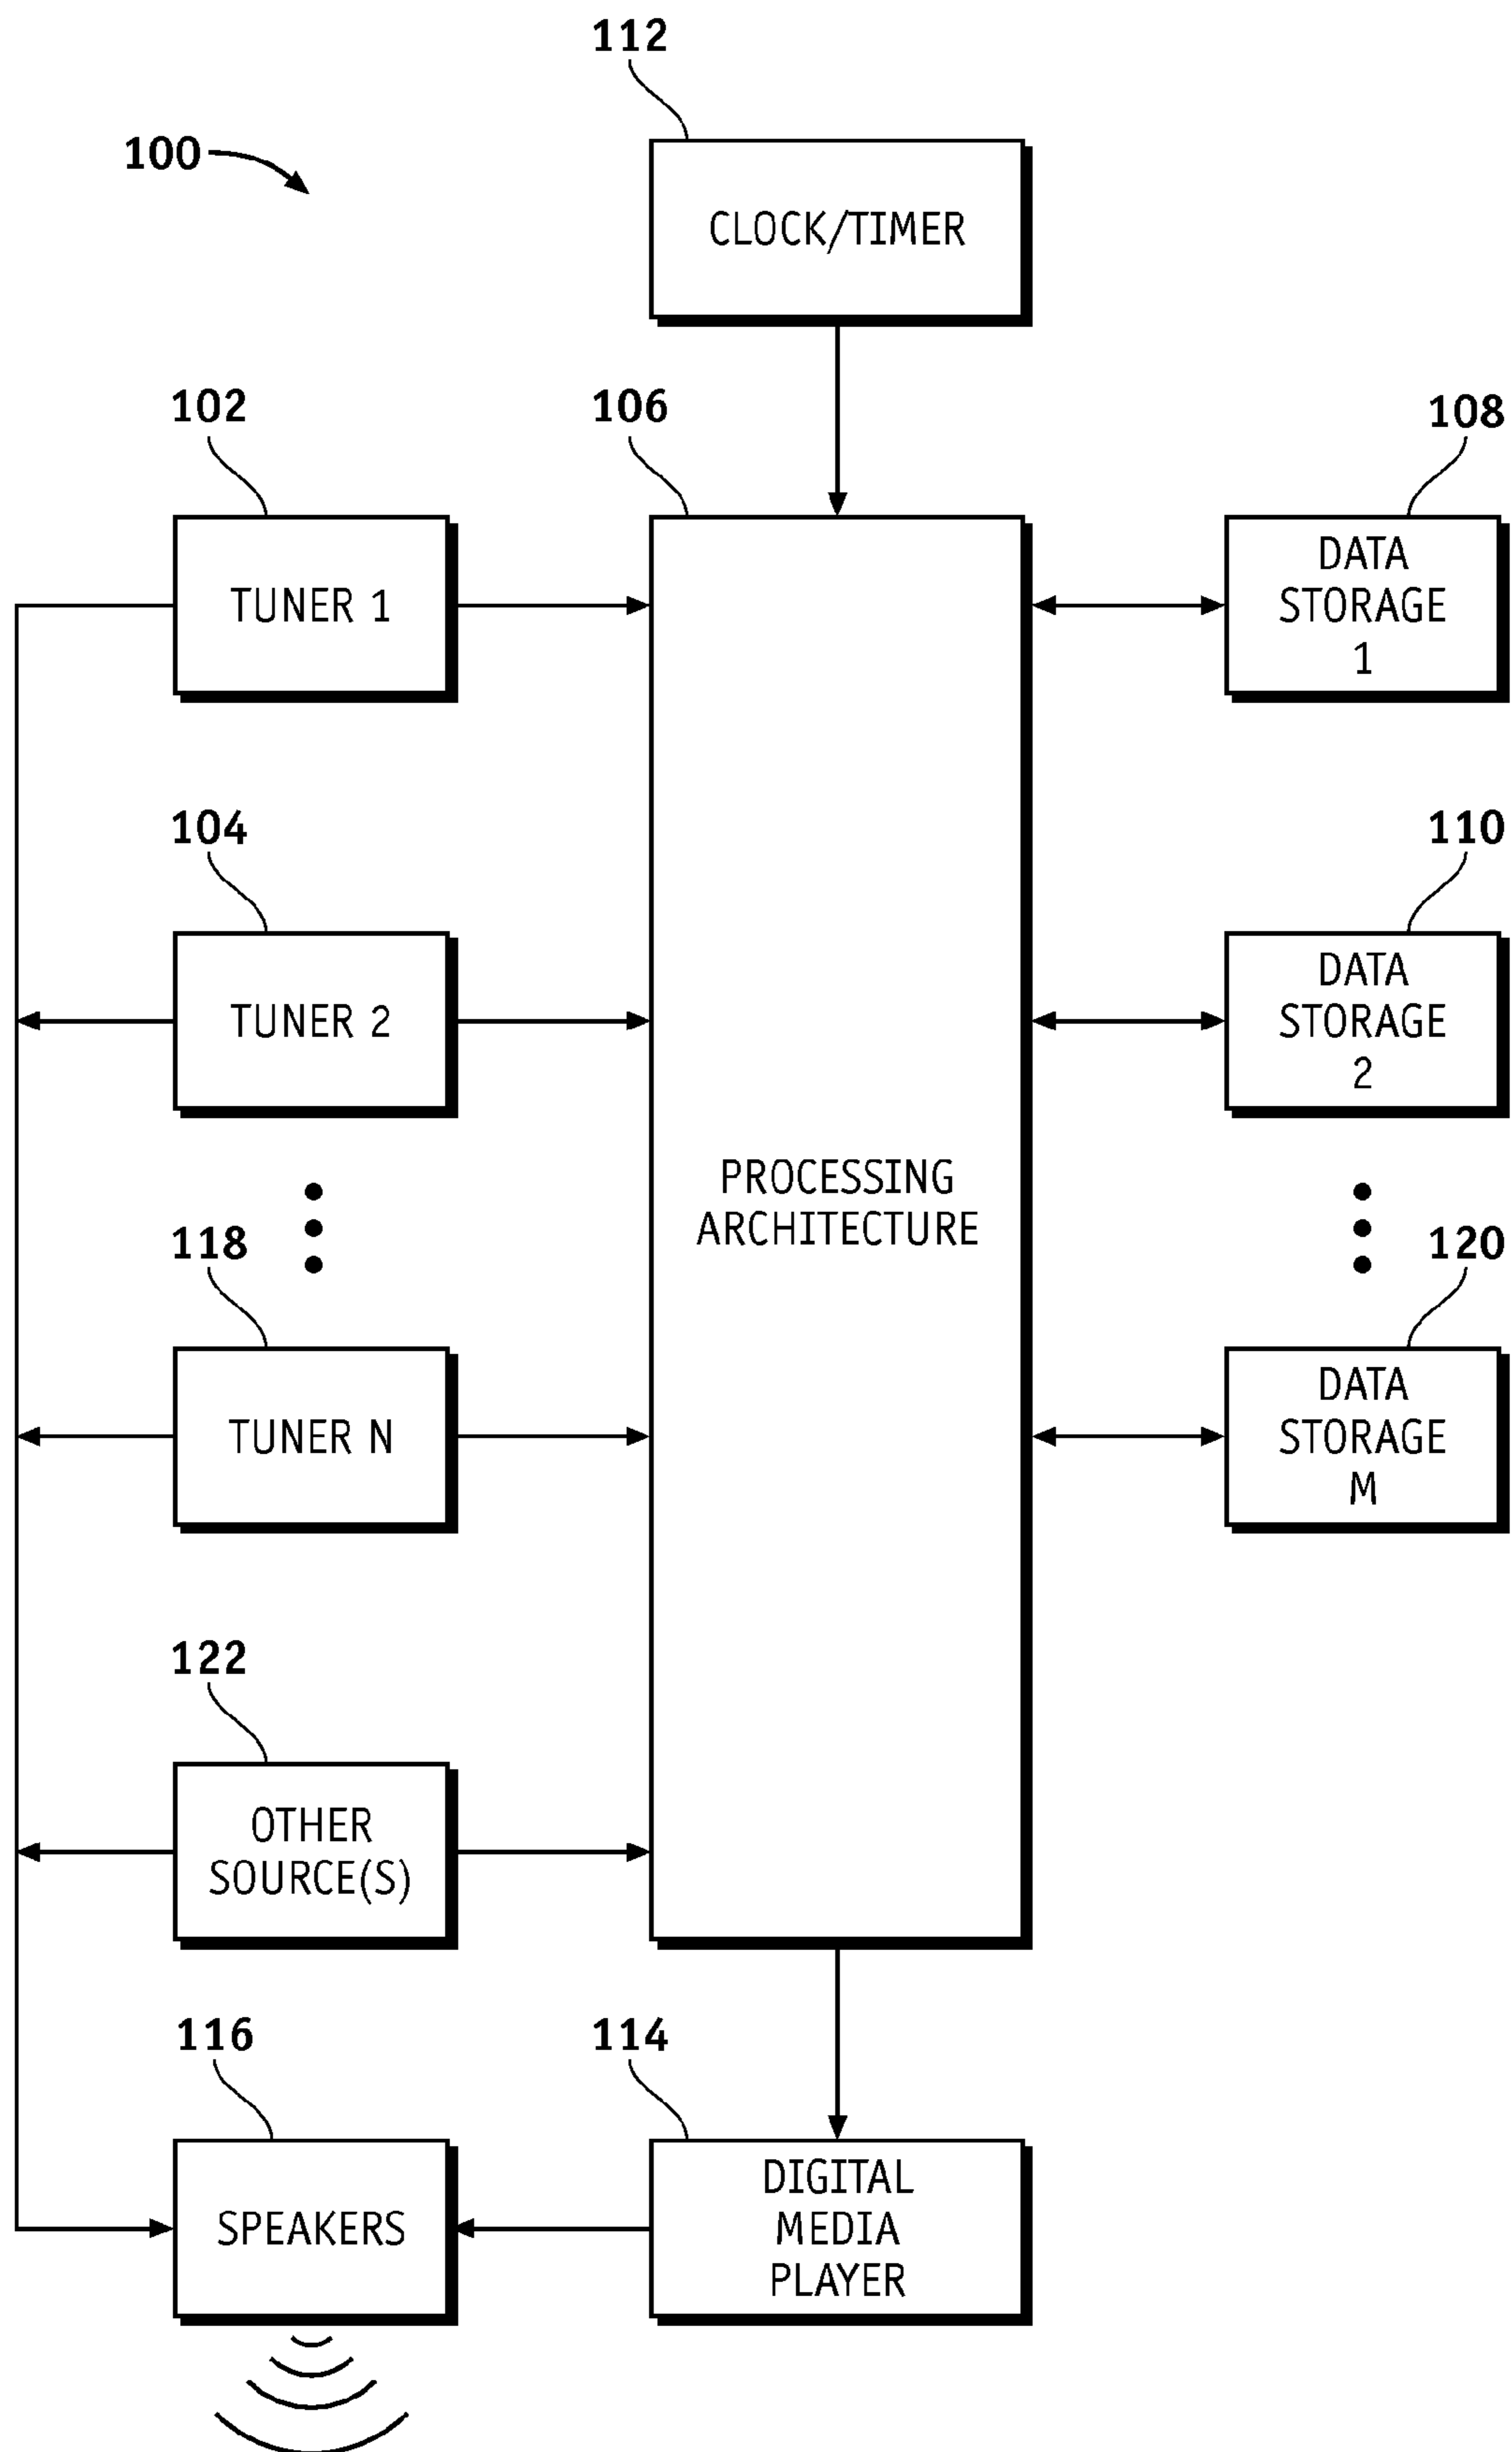 112
100
CLOCK/TIMER
102
106
108
TUNER 1
DATA
STORAGE
1
104
110
TUNER 2
DATA
STORAGE
2
PROCESSING
ARCHITECTURE
118
120
TUNER N
DATA
STORAGE
M
122
OTHER
SOURCE(S)
116
114
SPEAKERS
DIGITAL
MEDIA
PLAYER